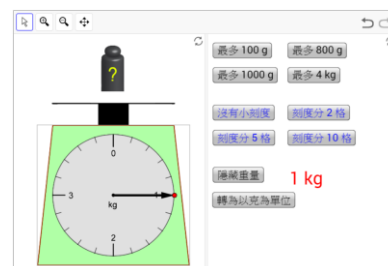 ?
0
3
1
kg
2
最多 100 g
最多 800 g
最多 1000 g
最多 4 kg
沒有小刻度
刻度分 2 格
刻度分 5 格
刻度分 10 格
隱藏重量
1 kg
轉為以克為單位